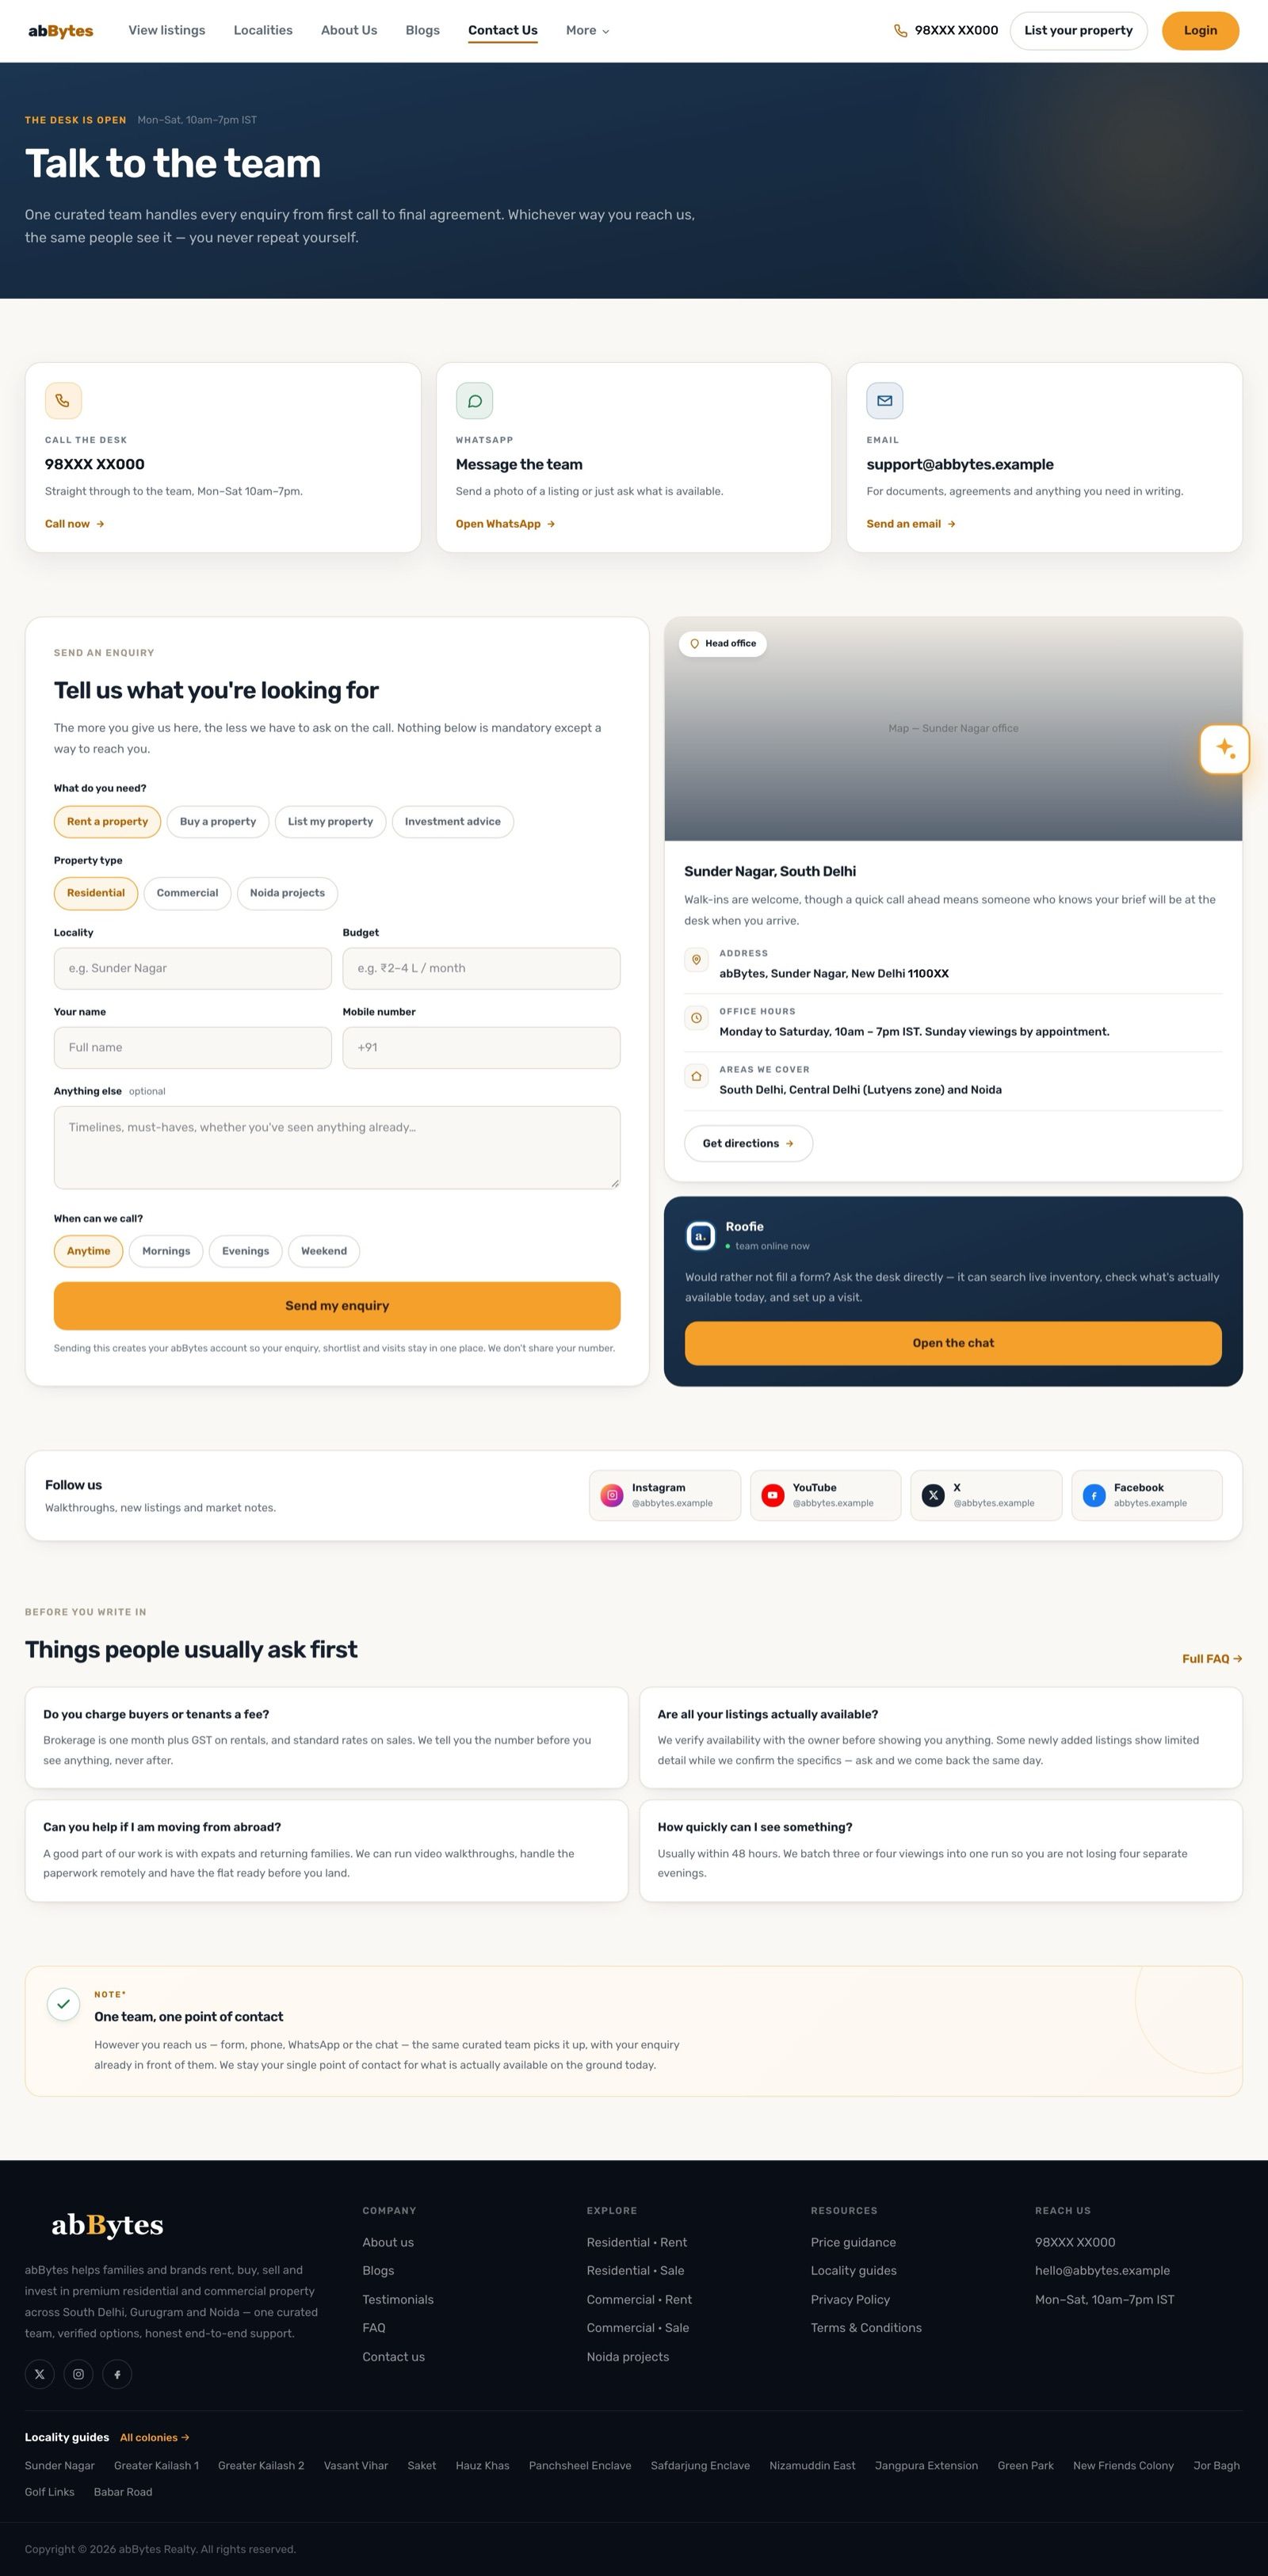 abBytes
View listings
Localities
About Us
Blogs
Contact Us
More
98XXX XX000
List your property
Login
THE DESK IS OPEN Mon–Sat, 10am–7pm IST
Talk to the team
One curated team handles every enquiry from first call to final agreement. Whichever way you reach us,
the same people see it — you never repeat yourself.
CALL THE DESK
98XXX XX000
Straight through to the team, Mon–Sat 10am–7pm.
Call now →
WHATSAPP
Message the team
Send a photo of a listing or just ask what is available.
Open WhatsApp →
EMAIL
support@abbytes.example
For documents, agreements and anything you need in writing.
Send an email →
SEND AN ENQUIRY
Tell us what you're looking for
The more you give us here, the less we have to ask on the call. Nothing below is mandatory except a
way to reach you.
What do you need?
Rent a property
Buy a property
List my property
Investment advice
Property type
Residential
Commercial
Noida projects
Locality
e.g. Sunder Nagar
Budget
e.g. ₹2–4 L / month
Your name
Full name
Mobile number
+91
Anything else optional
Timelines, must-haves, whether you've seen anything already…
When can we call?
Anytime
Mornings
Evenings
Weekend
Send my enquiry
Sending this creates your abBytes account so your enquiry, shortlist and visits stay in one place. We don't share your number.
Head office
Map — Sunder Nagar office
Sunder Nagar, South Delhi
Walk-ins are welcome, though a quick call ahead means someone who knows your brief will be at the
desk when you arrive.
ADDRESS
abBytes, Sunder Nagar, New Delhi 1100XX
OFFICE HOURS
Monday to Saturday, 10am – 7pm IST. Sunday viewings by appointment.
AREAS WE COVER
South Delhi, Central Delhi (Lutyens zone) and Noida
Get directions →
a.
Roofie
team online now
Would rather not fill a form? Ask the desk directly — it can search live inventory, check what's actually
available today, and set up a visit.
Open the chat
Follow us
Walkthroughs, new listings and market notes.
Instagram
@abbytes.example
YouTube
@abbytes.example
X
@abbytes.example
Facebook
abbytes.example
BEFORE YOU WRITE IN
Things people usually ask first
Full FAQ →
Do you charge buyers or tenants a fee?
Brokerage is one month plus GST on rentals, and standard rates on sales. We tell you the number before you
see anything, never after.
Are all your listings actually available?
We verify availability with the owner before showing you anything. Some newly added listings show limited
detail while we confirm the specifics — ask and we come back the same day.
Can you help if I am moving from abroad?
A good part of our work is with expats and returning families. We can run video walkthroughs, handle the
paperwork remotely and have the flat ready before you land.
How quickly can I see something?
Usually within 48 hours. We batch three or four viewings into one run so you are not losing four separate
evenings.
NOTE*
One team, one point of contact
However you reach us — form, phone, WhatsApp or the chat — the same curated team picks it up, with your enquiry
already in front of them. We stay your single point of contact for what is actually available on the ground today.
abBytes
abBytes helps families and brands rent, buy, sell and
invest in premium residential and commercial property
across South Delhi, Gurugram and Noida — one curated
team, verified options, honest end-to-end support.
COMPANY
About us
Blogs
Testimonials
FAQ
Contact us
EXPLORE
Residential • Rent
Residential • Sale
Commercial • Rent
Commercial • Sale
Noida projects
RESOURCES
Price guidance
Locality guides
Privacy Policy
Terms & Conditions
REACH US
98XXX XX000
hello@abbytes.example
Mon–Sat, 10am–7pm IST
Locality guides All colonies →
Sunder Nagar Greater Kailash 1 Greater Kailash 2 Vasant Vihar Saket Hauz Khas Panchsheel Enclave Safdarjung Enclave Nizamuddin East Jangpura Extension Green Park New Friends Colony Jor Bagh
Golf Links Babar Road
Copyright © 2026 abBytes Realty. All rights reserved.